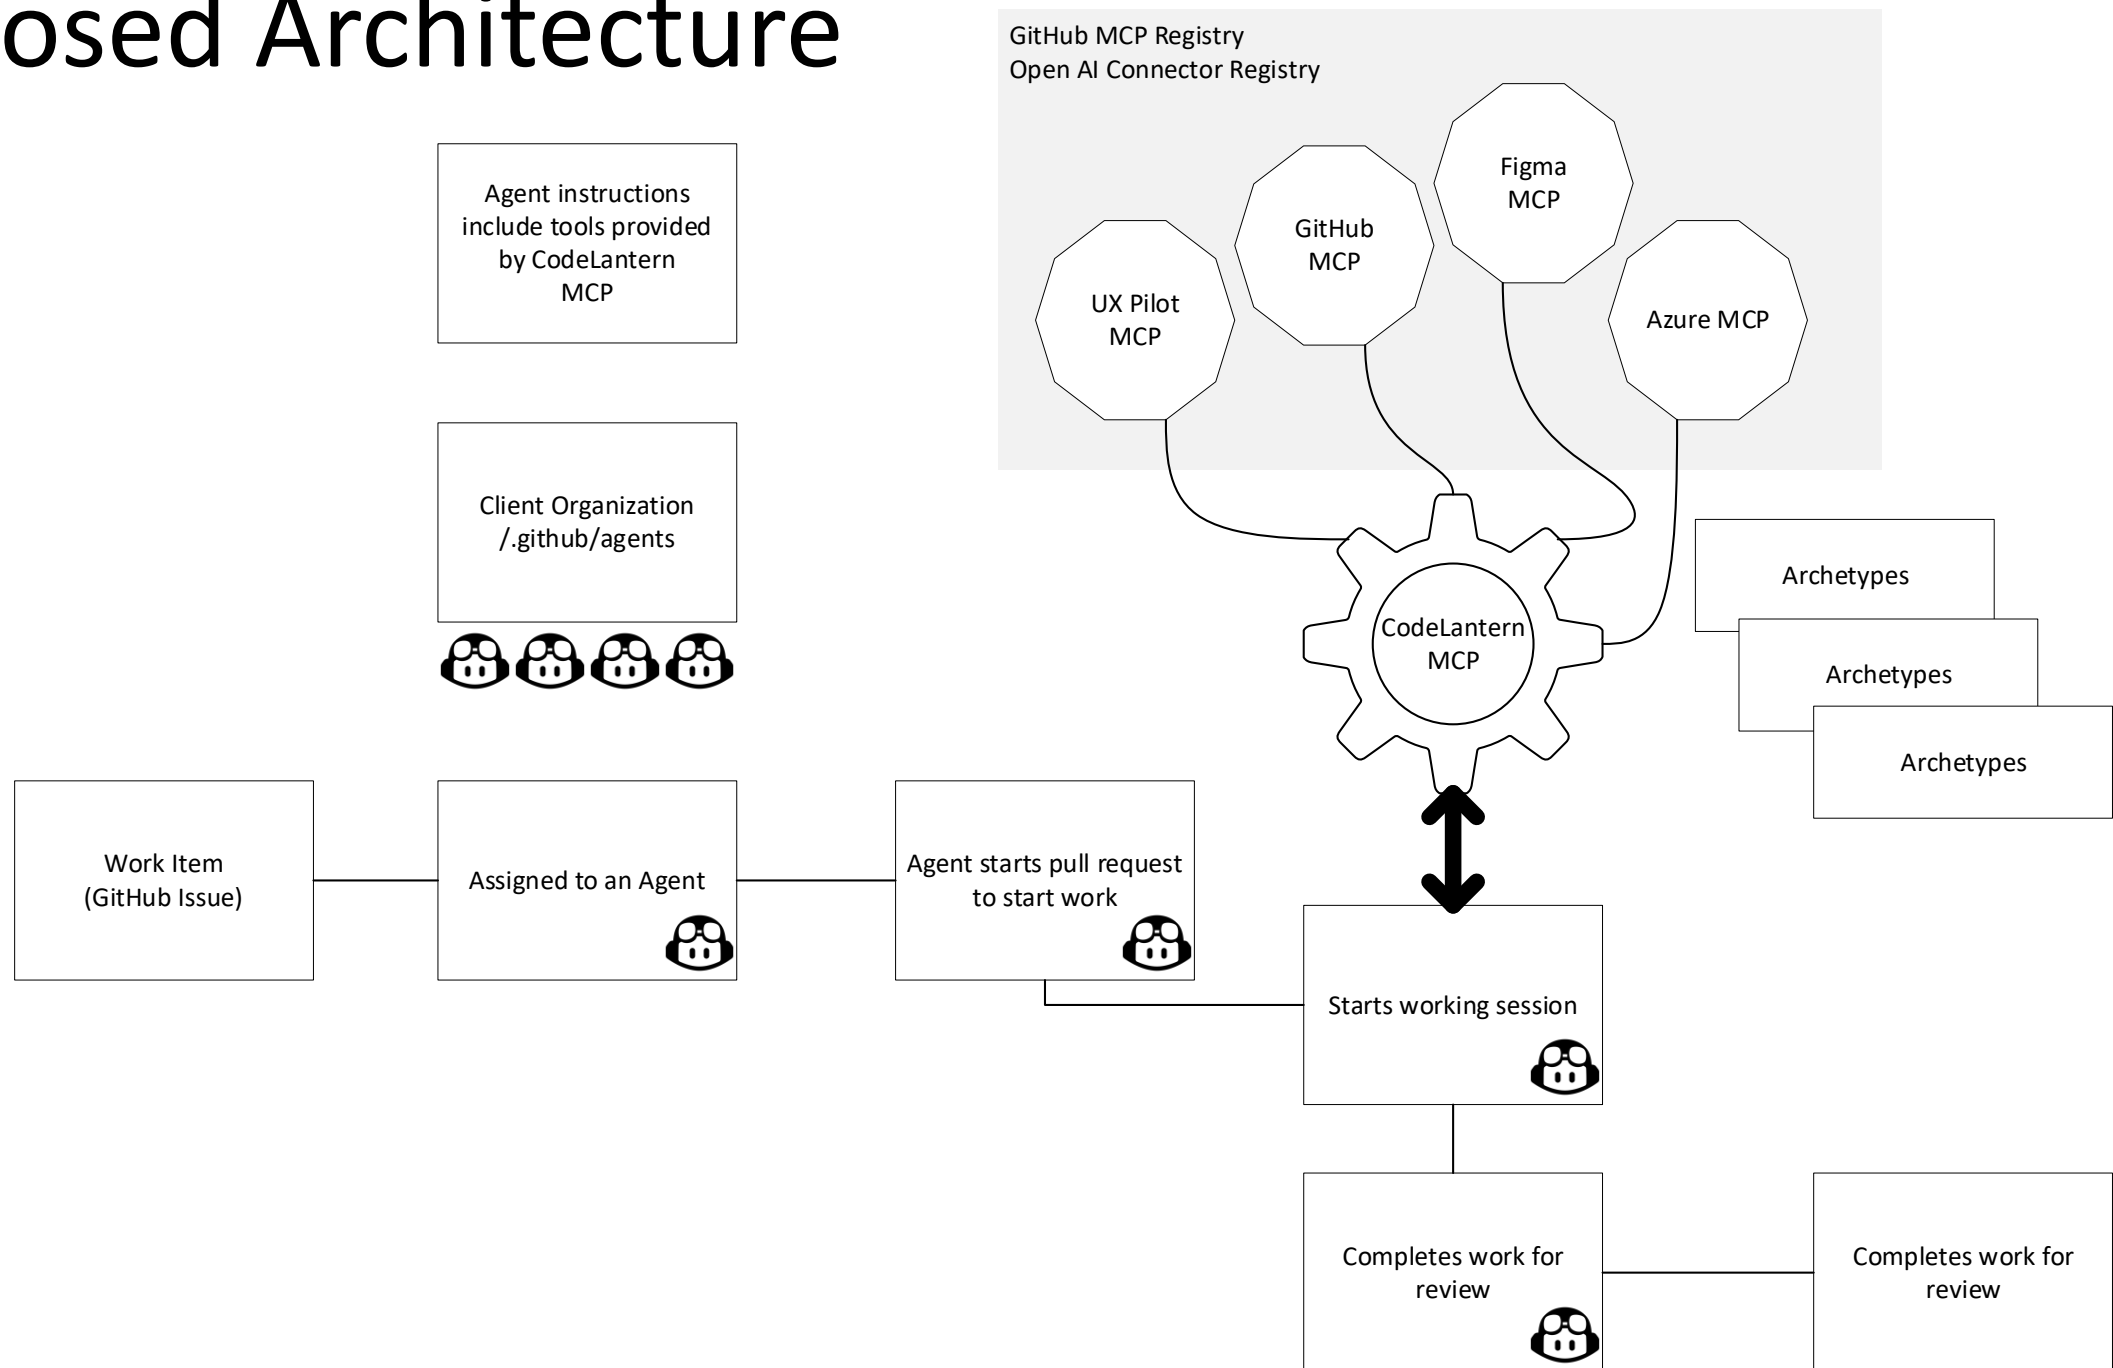 osed Architecture
GitHub MCP Registry
Open AI Connector Registry
Agent instructions
include tools provided
by CodeLantern
MCP
Figma
MCP
GitHub
MCP
UX Pilot
MCP
Azure MCP
Client Organization
/.github/agents
Archetypes
Archetypes
Archetypes
CodeLantern
MCP
Work Item
(GitHub Issue)
Assigned to an Agent
Agent starts pull request
to start work
Starts working session
Completes work for
review
Completes work for
review